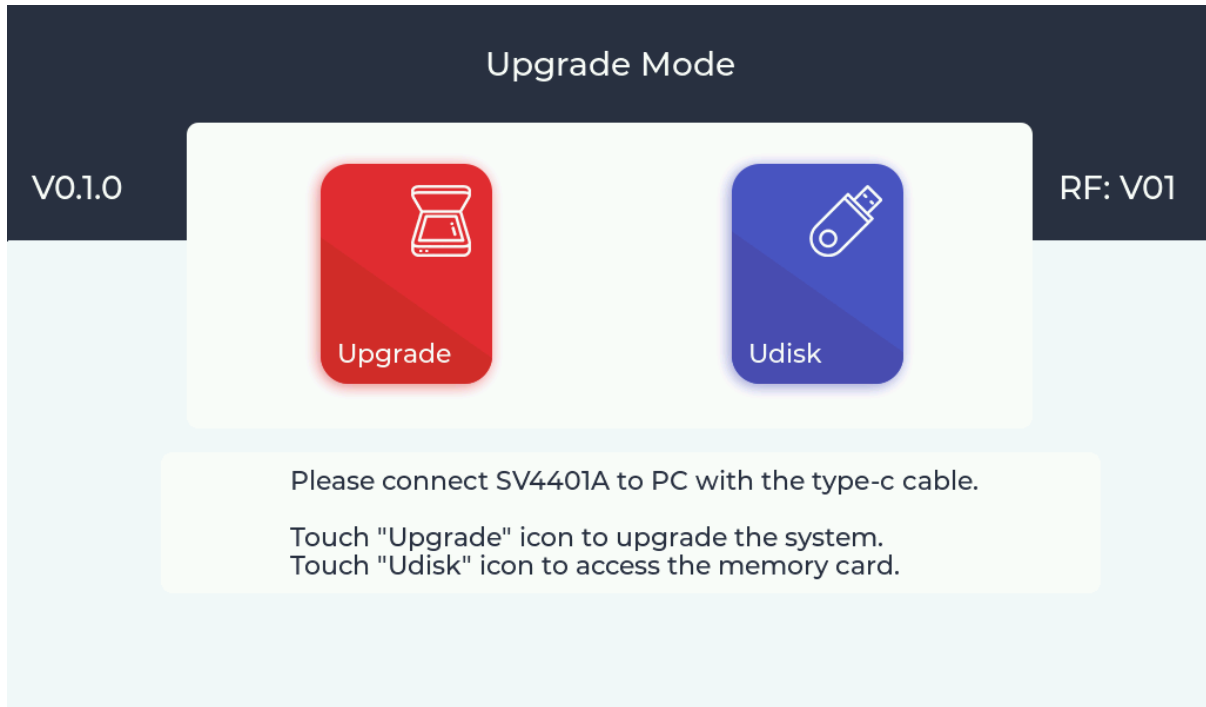 Upgrade Mode
V0.1.0
RF: V01
Upgrade
Udisk
Please connect SV4401A to PC with the type-c cable.
Touch "Upgrade" icon to upgrade the system.
Touch "Udisk" icon to access the memory card.